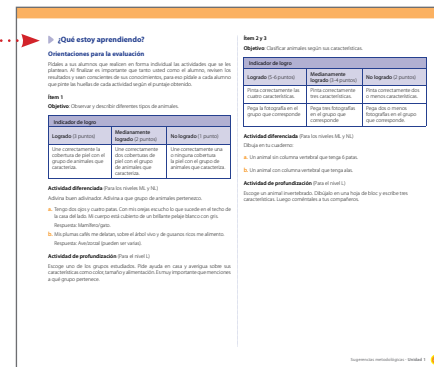 ¿Qué estoy aprendiendo?
Orientaciones para la evaluación
Pídales a sus alumnos que realicen en forma individual las actividades que se les
plantean. Al finalizar es importante que tanto usted como el alumno, revisen los
resultados y sean conscientes de sus conocimientos, para eso pídale a cada alumno
que pinte las huellas de cada actividad según el puntaje obtenido.
Ítem 1
Objetivo: Observar y describir diferentes tipos de animales.
Indicador de logro
Logrado (3 puntos)
Medianamente
logrado (2 puntos)
No logrado (1 punto)
Une correctamente la
cobertura de piel con el
grupo de animales que
caracteriza.
Une correctamente
dos coberturas de
piel con el grupo
de animales que
caracteriza.
Une correctamente una
o ninguna cobertura
la piel con el grupo de
animales que caracteriza.
Actividad diferenciada (Para los niveles ML y NL)
Adivina buen adivinador. Adivina a que grupo de animales pertenezco.
a. Tengo dos ojos y cuatro patas. Con mis orejas escucho lo que sucede en el techo de
la casa del lado. Mi cuerpo está cubierto de un brillante pelaje blanco con gris.
Respuesta: Mamífero/gato.
b. Mis plumas cafés me delatan, sobre el árbol vivo y de gusanos ricos me alimento.
Respuesta: Ave/zorzal (pueden ser varias).
Actividad de profundización (Para el nivel L)
Escoge uno de los grupos estudiados. Pide ayuda en casa y averigua sobre sus
características como color, tamaño y alimentación. Es muy importante que menciones
a qué grupo pertenece.
Ítem 2 y 3
Objetivo: Clasificar animales según sus características.
Indicador de logro
Logrado (5-6 puntos)
Medianamente
logrado (3-4 puntos)
No logrado (2 puntos)
Pinta correctamente las
cuatro características.
Pinta correctamente
tres características.
Pinta correctamente dos
o menos características.
Pega la fotografía en el
grupo que corresponde
Pega tres fotografías
en el grupo que
corresponde
Pega dos o menos
fotografías en el grupo
que corresponde.
Actividad diferenciada (Para los niveles ML y NL)
Dibuja en tu cuaderno:
a. Un animal sin columna vertebral que tenga 6 patas.
b. Un animal con columna vertebral que tenga alas.
Actividad de profundización (Para el nivel L)
Escoge un animal invertebrado. Dibújalo en una hoja de bloc y escribe tres
características. Luego coméntales a tus compañeros.
Sugerencias metodológicas - Unidad 1